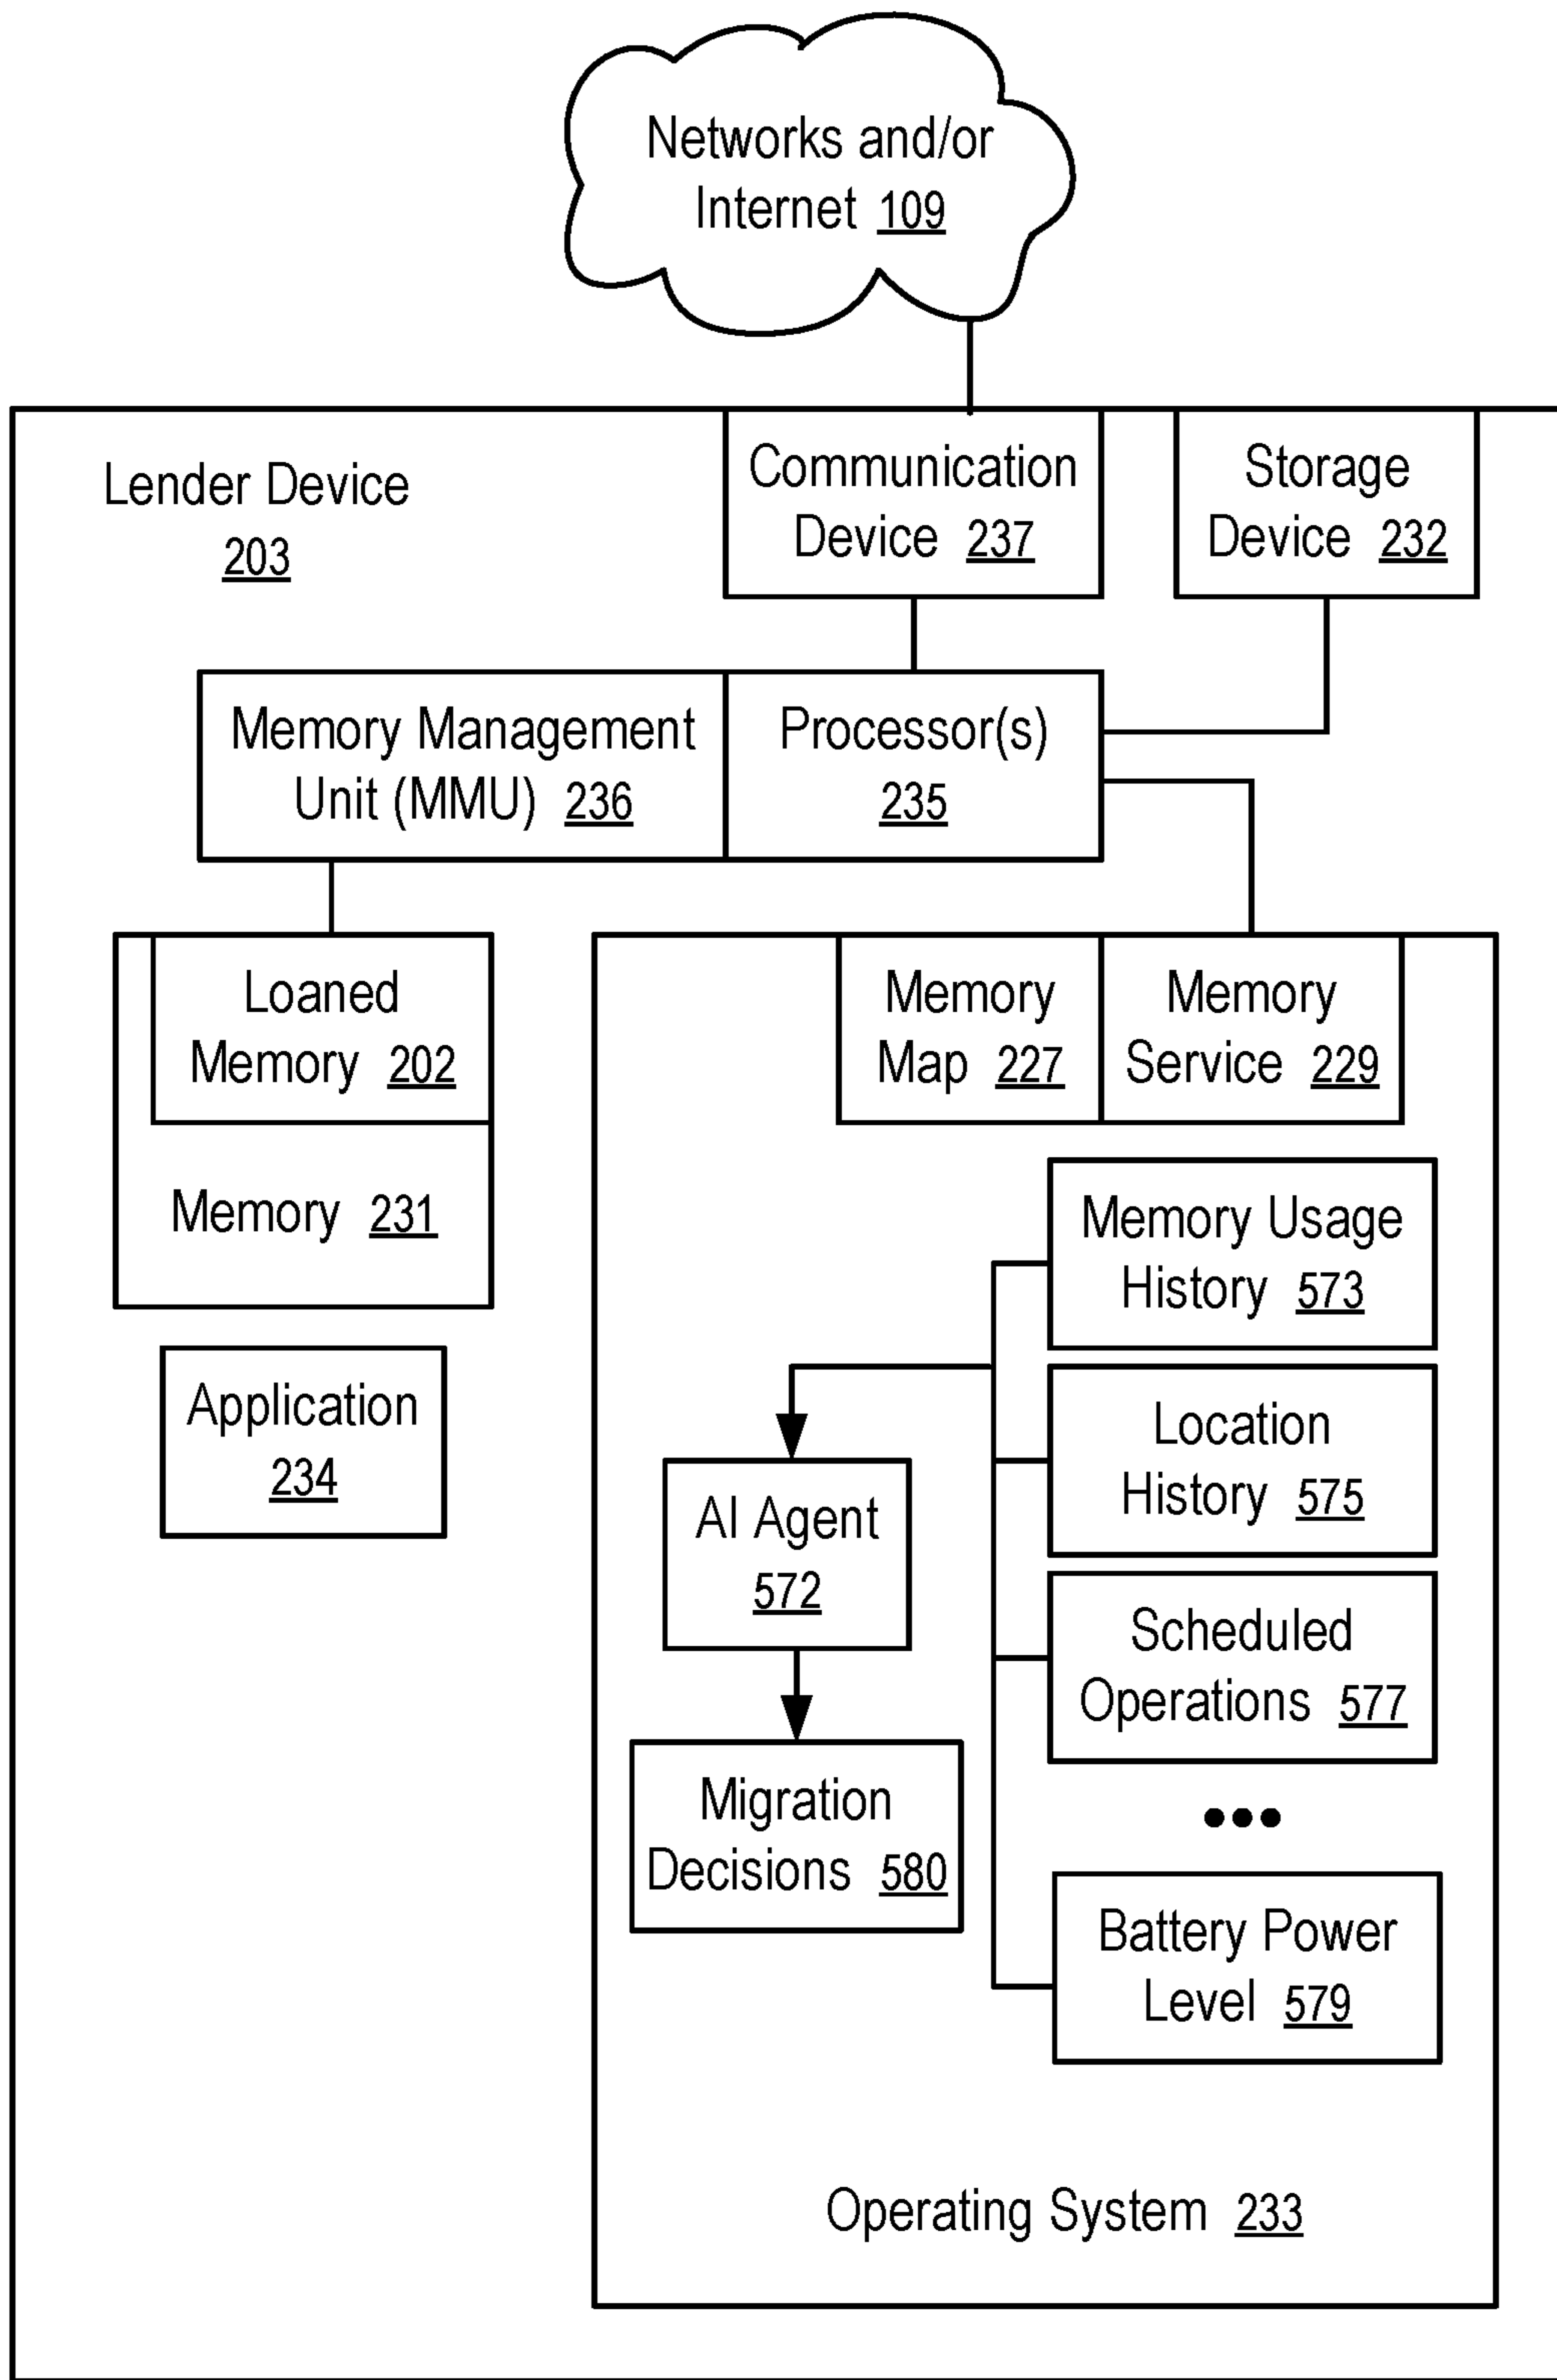 Networks and/or
Internet 109
Lender Device
203
Communication
Device 237
Storage
Device 232
Memory Management
Unit (MMU) 236
Processor(s)
235
Loaned
Memory 202
Memory 231
Application
234
Memory
Map 227
Memory
Service 229
Memory Usage
History 573
Location
History 575
AI Agent
572
Scheduled
Operations 577
Migration
Decisions 580
Battery Power
Level 579
Operating System 233